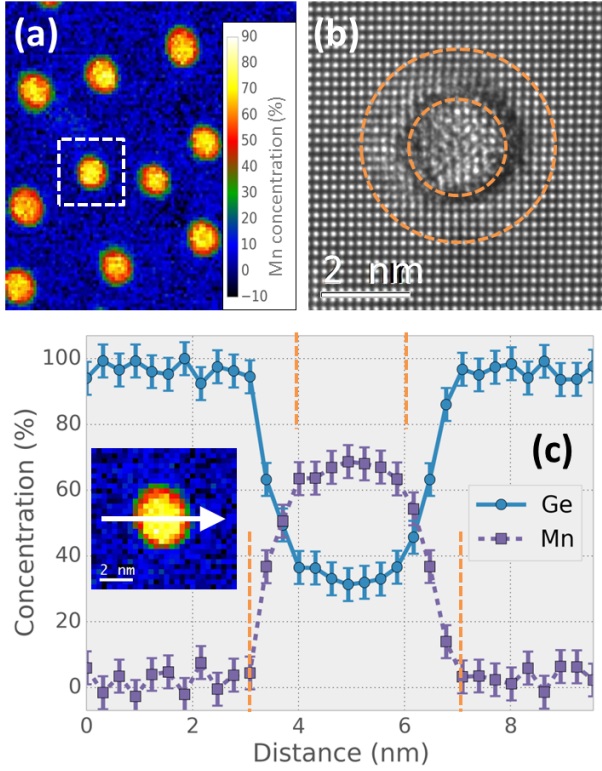 (a)
90
80
70
60
50
40
30
20
10
0
−10
Mn concentration (%)
(b)
2 nm
100
80
60
40
20
0
Concentration (%)
(c)
Ge
Mn
2 nm
0
2
4
6
8
Distance (nm)